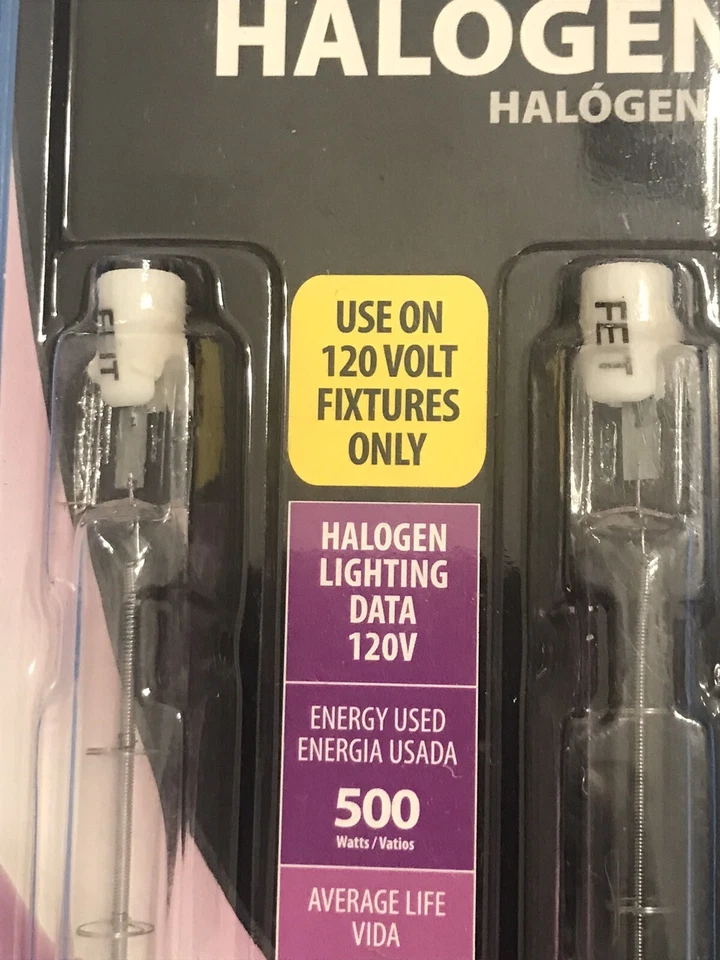 HALOGEN
HALÓGEN
FEIT
USE ON
120 VOLT
FIXTURES
ONLY
HALOGEN
LIGHTING
DATA
120V
ENERGY USED
ENERGIA USADA
500
Watts / Vatios
AVERAGE LIFE
VIDA